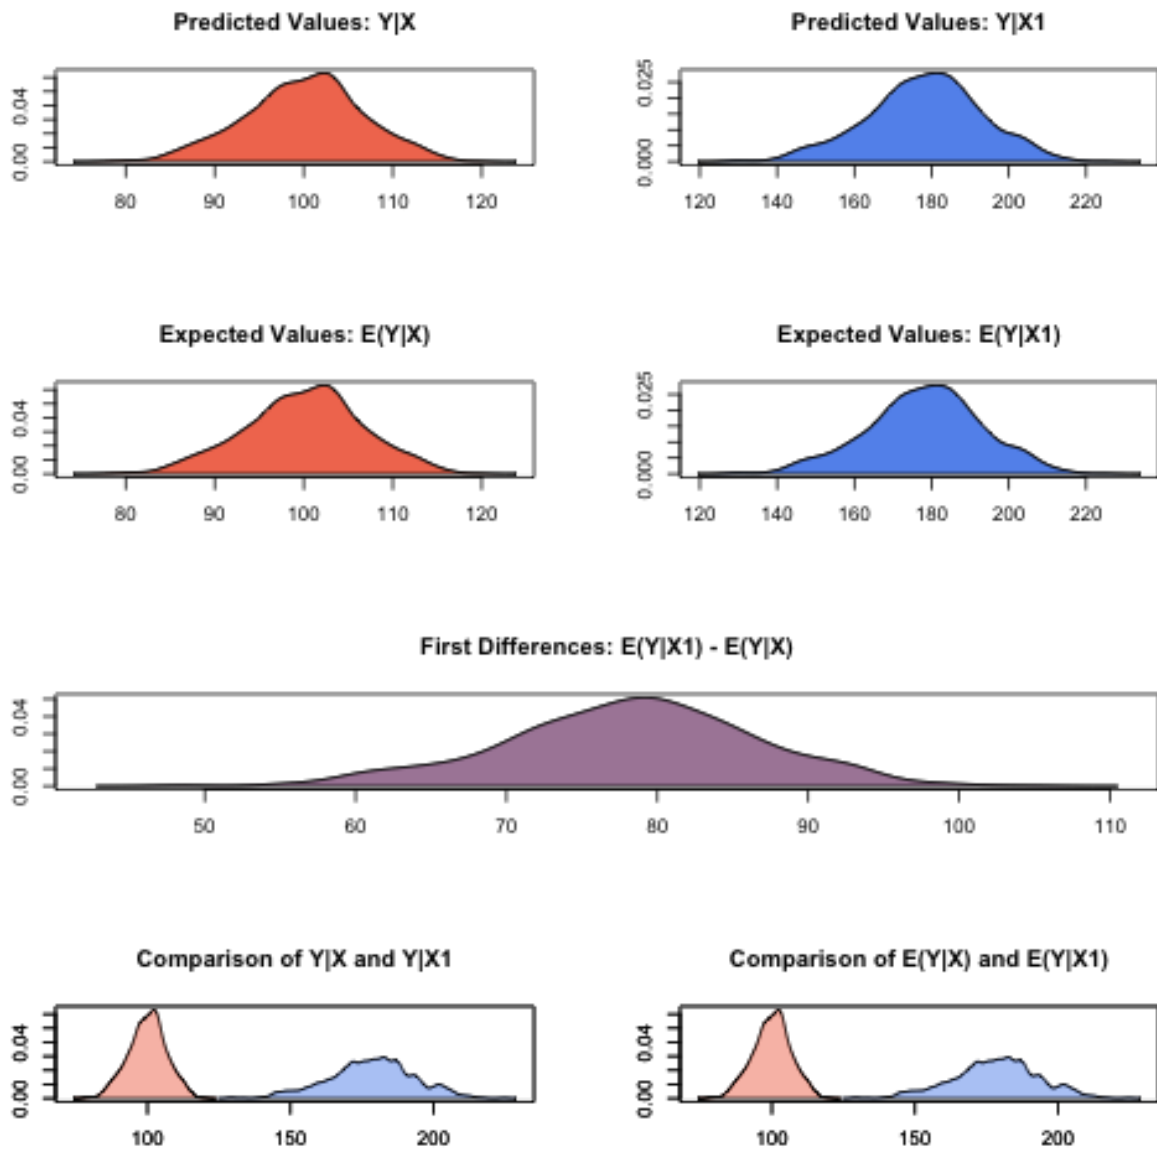 Predicted Values: Y|X
Predicted Values: Y|X1
0.00 0.04
80 90 100 110 120
0.000 0.025
120 140 160 180 200 220
Expected Values: E(Y|X)
Expected Values: E(Y|X1)
0.00 0.04
80 90 100 110 120
0.000 0.025
120 140 160 180 200 220
First Differences: E(Y|X1) - E(Y|X)
0.00 0.04
50 60 70 80 90 100 110
Comparison of Y|X and Y|X1
Comparison of E(Y|X) and E(Y|X1)
0.00 0.04
100 150 200
0.00 0.04
100 150 200